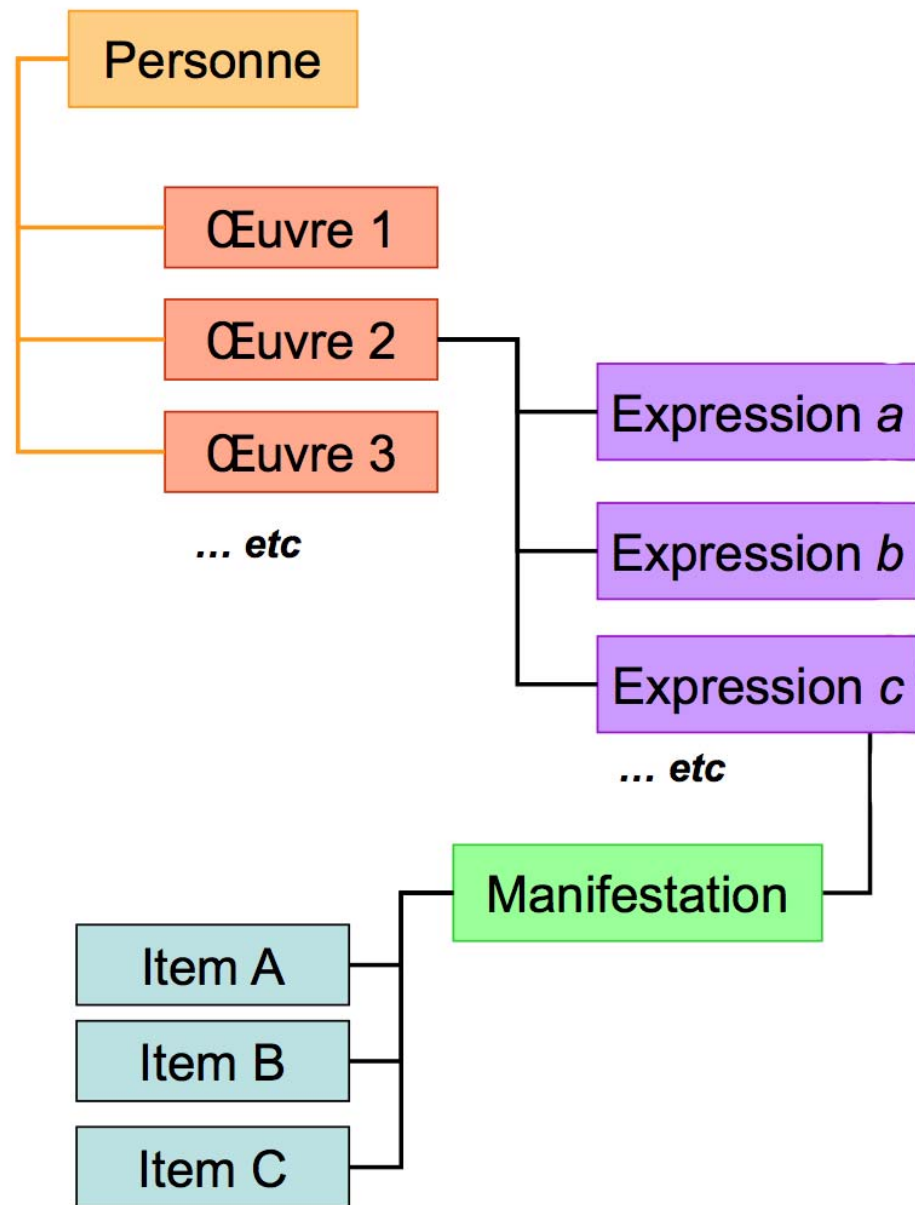 Personne
Œuvre 1
Œuvre 2
Œuvre 3
... etc
Expression a
Expression b
Expression c
... etc
Manifestation
Item A
Item B
Item C